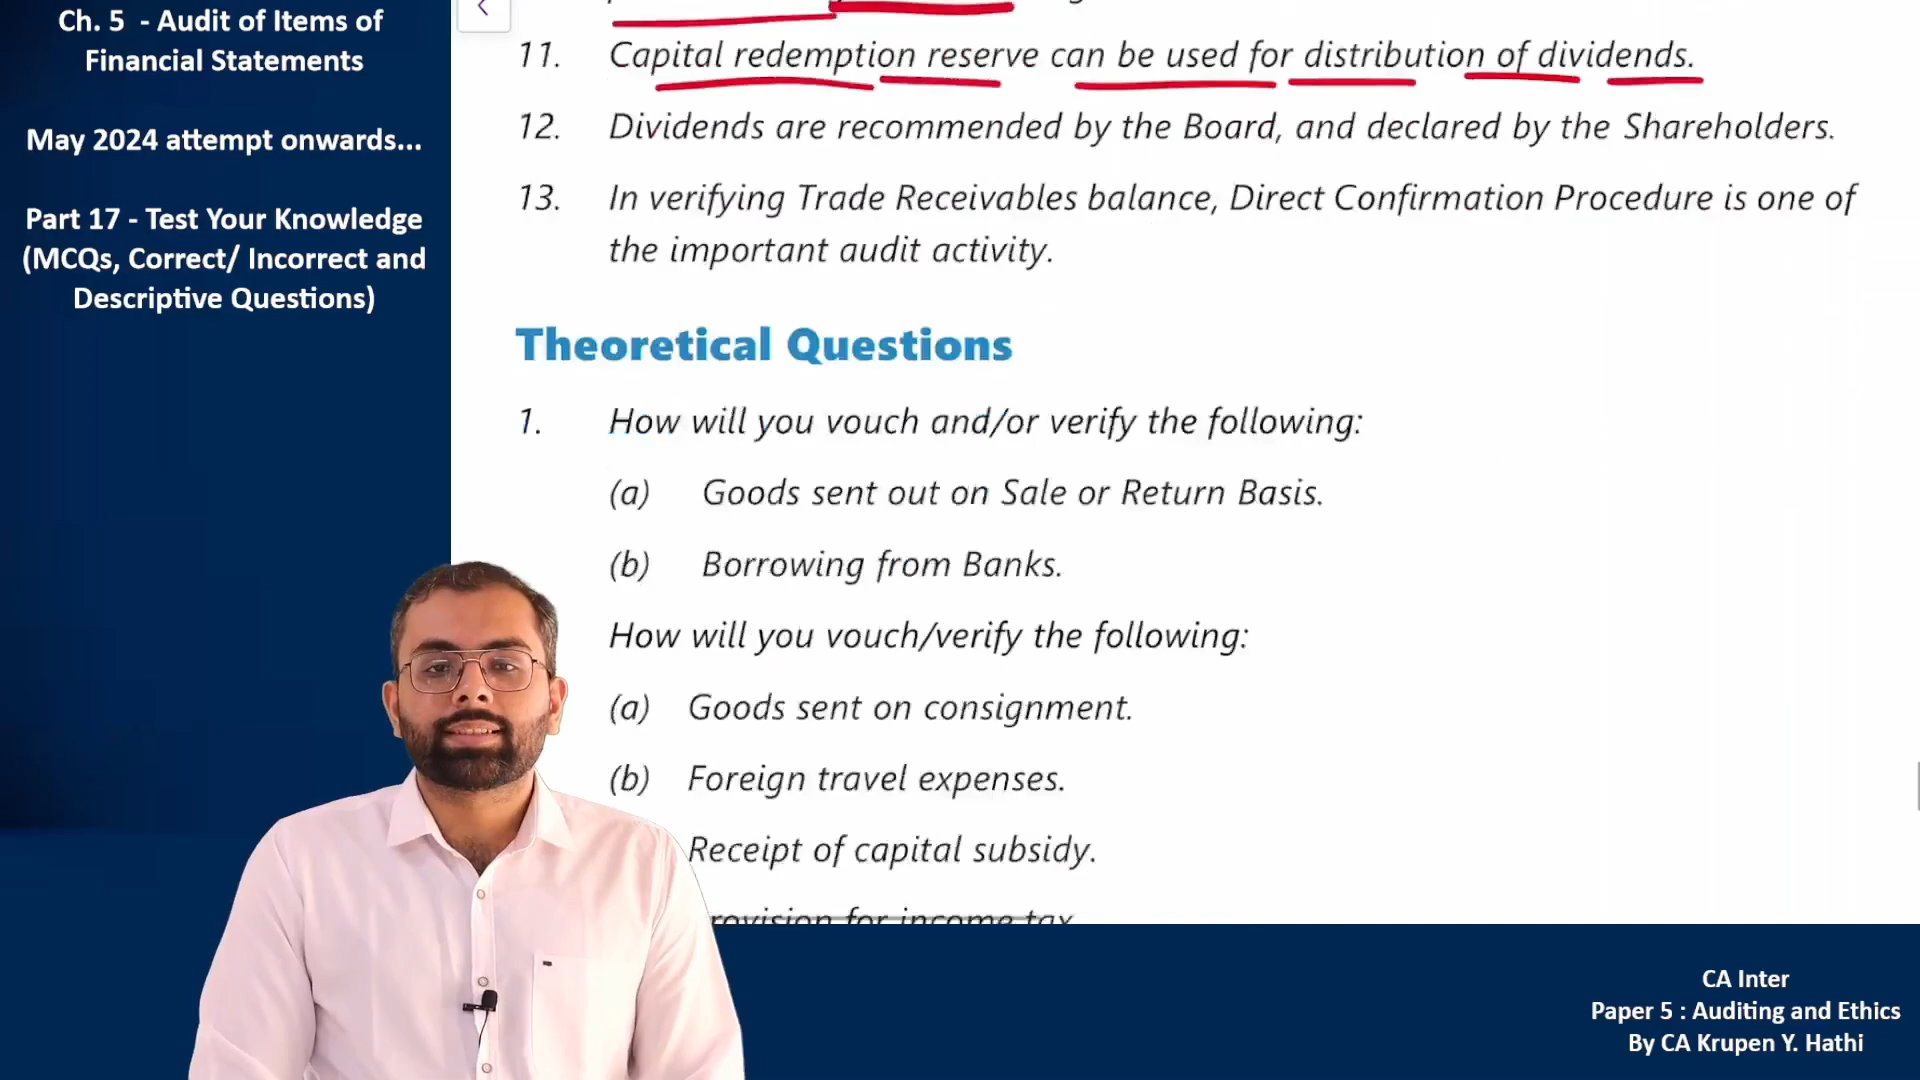 Ch. 5 - Audit of Items of
Financial Statements
May 2024 attempt onwards...
Part 17 - Test Your Knowledge
(MCQs, Correct/ Incorrect and
Descriptive Questions)
11. Capital redemption reserve can be used for distribution of dividends.
12. Dividends are recommended by the Board, and declared by the Shareholders.
13. In verifying Trade Receivables balance, Direct Confirmation Procedure is one of
the important audit activity.
Theoretical Questions
1. How will you vouch and/or verify the following:
(a) Goods sent out on Sale or Return Basis.
(b) Borrowing from Banks.
How will you vouch/verify the following:
(a) Goods sent on consignment.
(b) Foreign travel expenses.
Receipt of capital subsidy.
for income tax
CA Inter
Paper 5 : Auditing and Ethics
By CA Krupen Y. Hathi